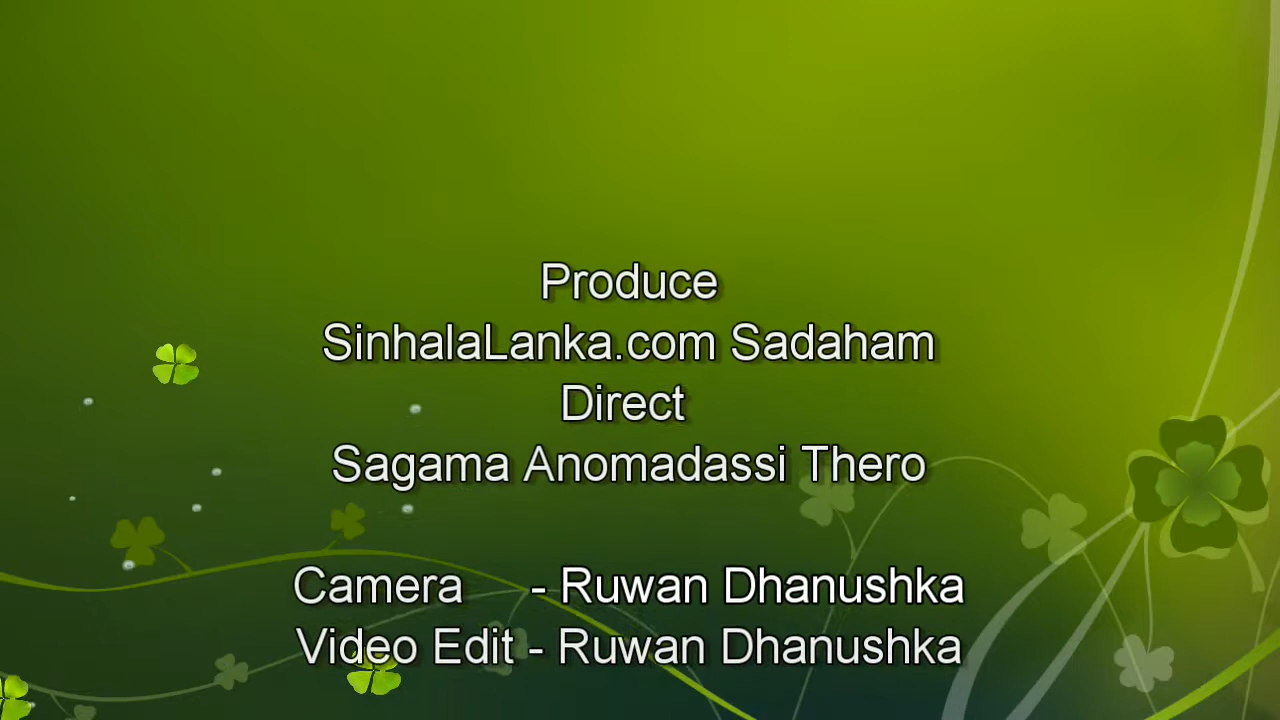 Produce
SinhalaLanka.com Sadaham
Direct
Sagama Anomadassi Thero
Camera - Ruwan Dhanushka
Video Edit - Ruwan Dhanushka